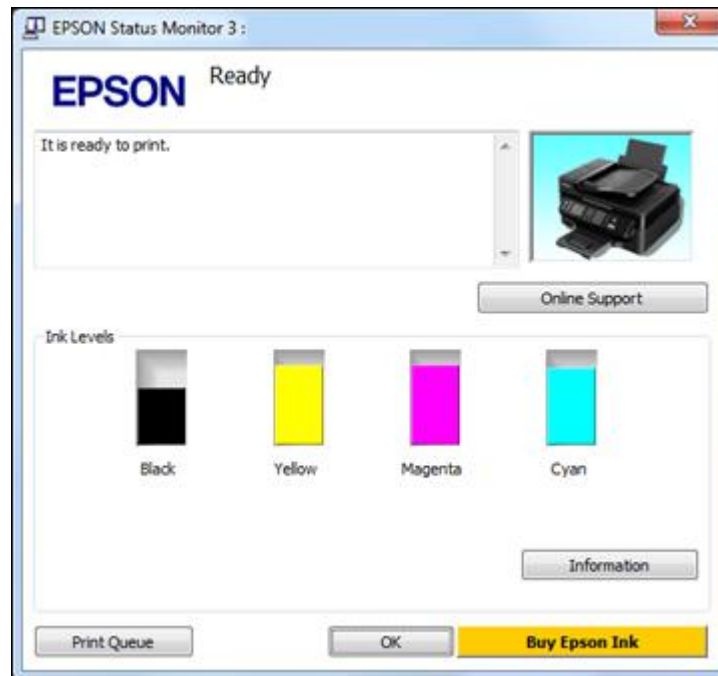 EPSON Status Monitor 3 :
EPSON
Ready
It is ready to print.
Online Support
Ink Levels
Black Yellow Magenta Cyan
Information
Print Queue OK Buy Epson Ink